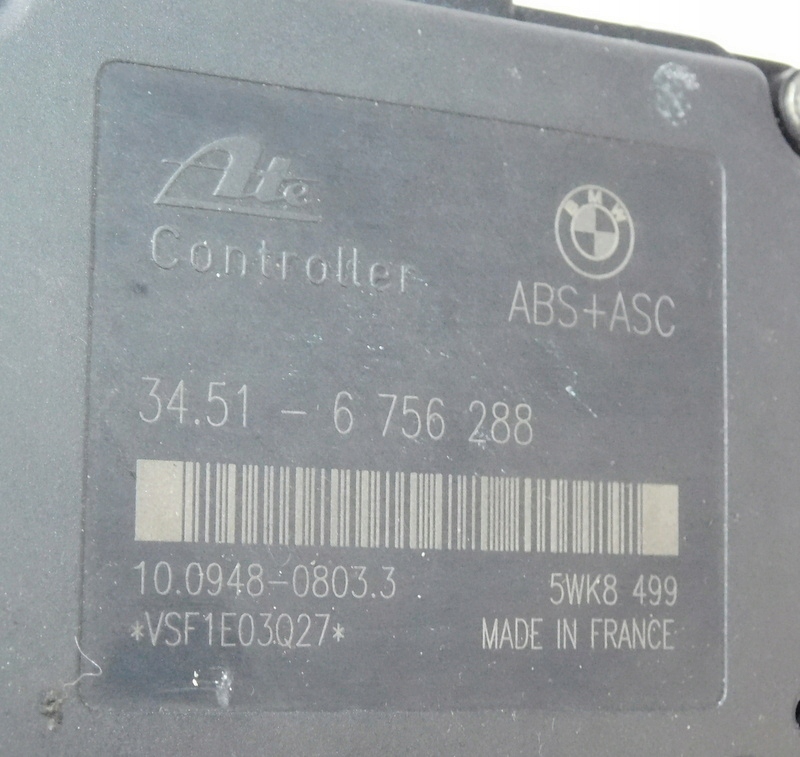 Ate
BMW
Controller
ABS+ASC
34.51 - 6 756 288
10.0948-0803.3
5WK8 499
*VSF1E03Q27*
MADE IN FRANCE